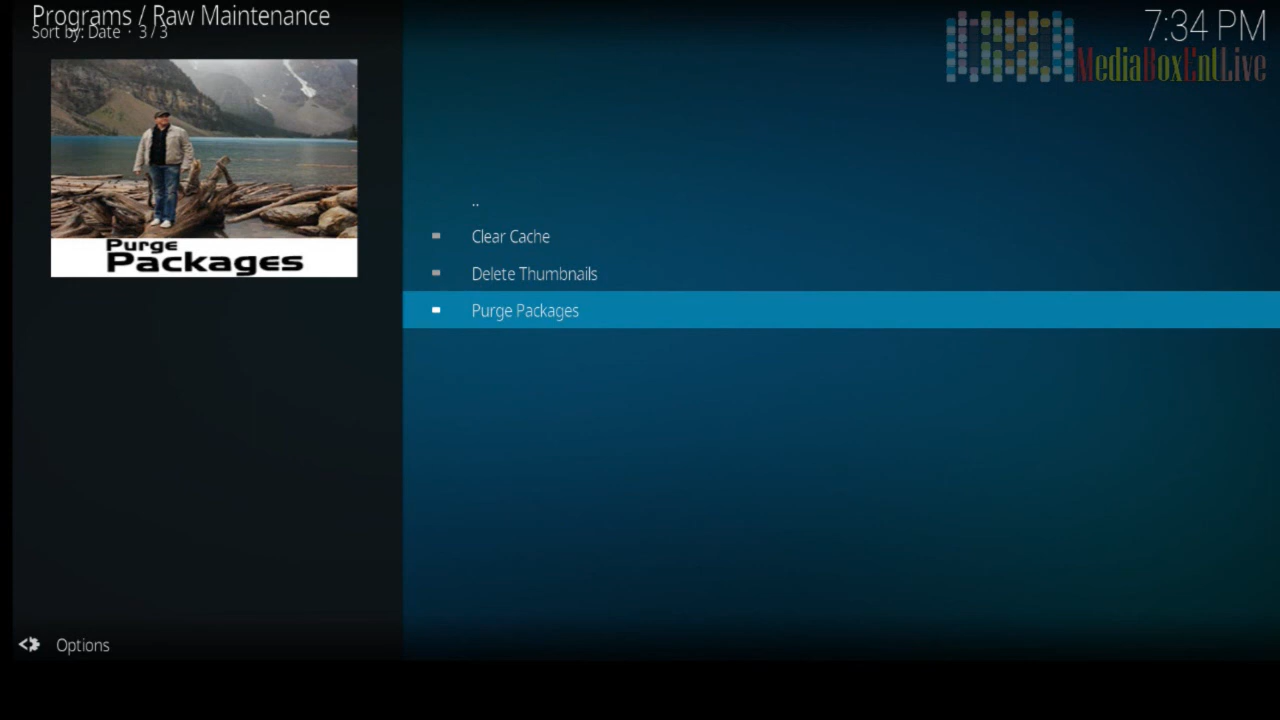 Programs / Raw Maintenance
Sort by: Date · 3 / 3
7:34 PM
MediaBoxEntLive
Purge
Packages
..
Clear Cache
Delete Thumbnails
Purge Packages
Options